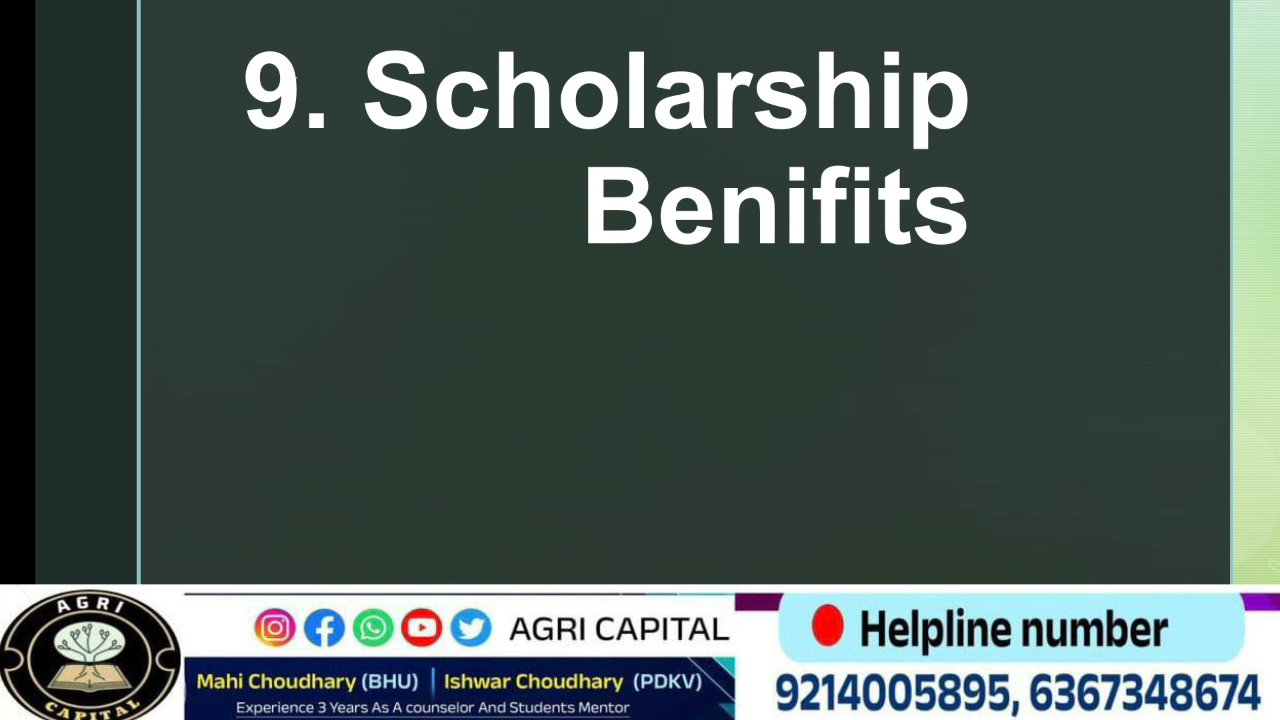 9. Scholarship
Benifits
AGRI
CAPITAL
AGRI CAPITAL
Mahi Choudhary (BHU) | Ishwar Choudhary (PDKV)
Experience 3 Years As A counselor And Students Mentor
Helpline number
9214005895, 6367348674